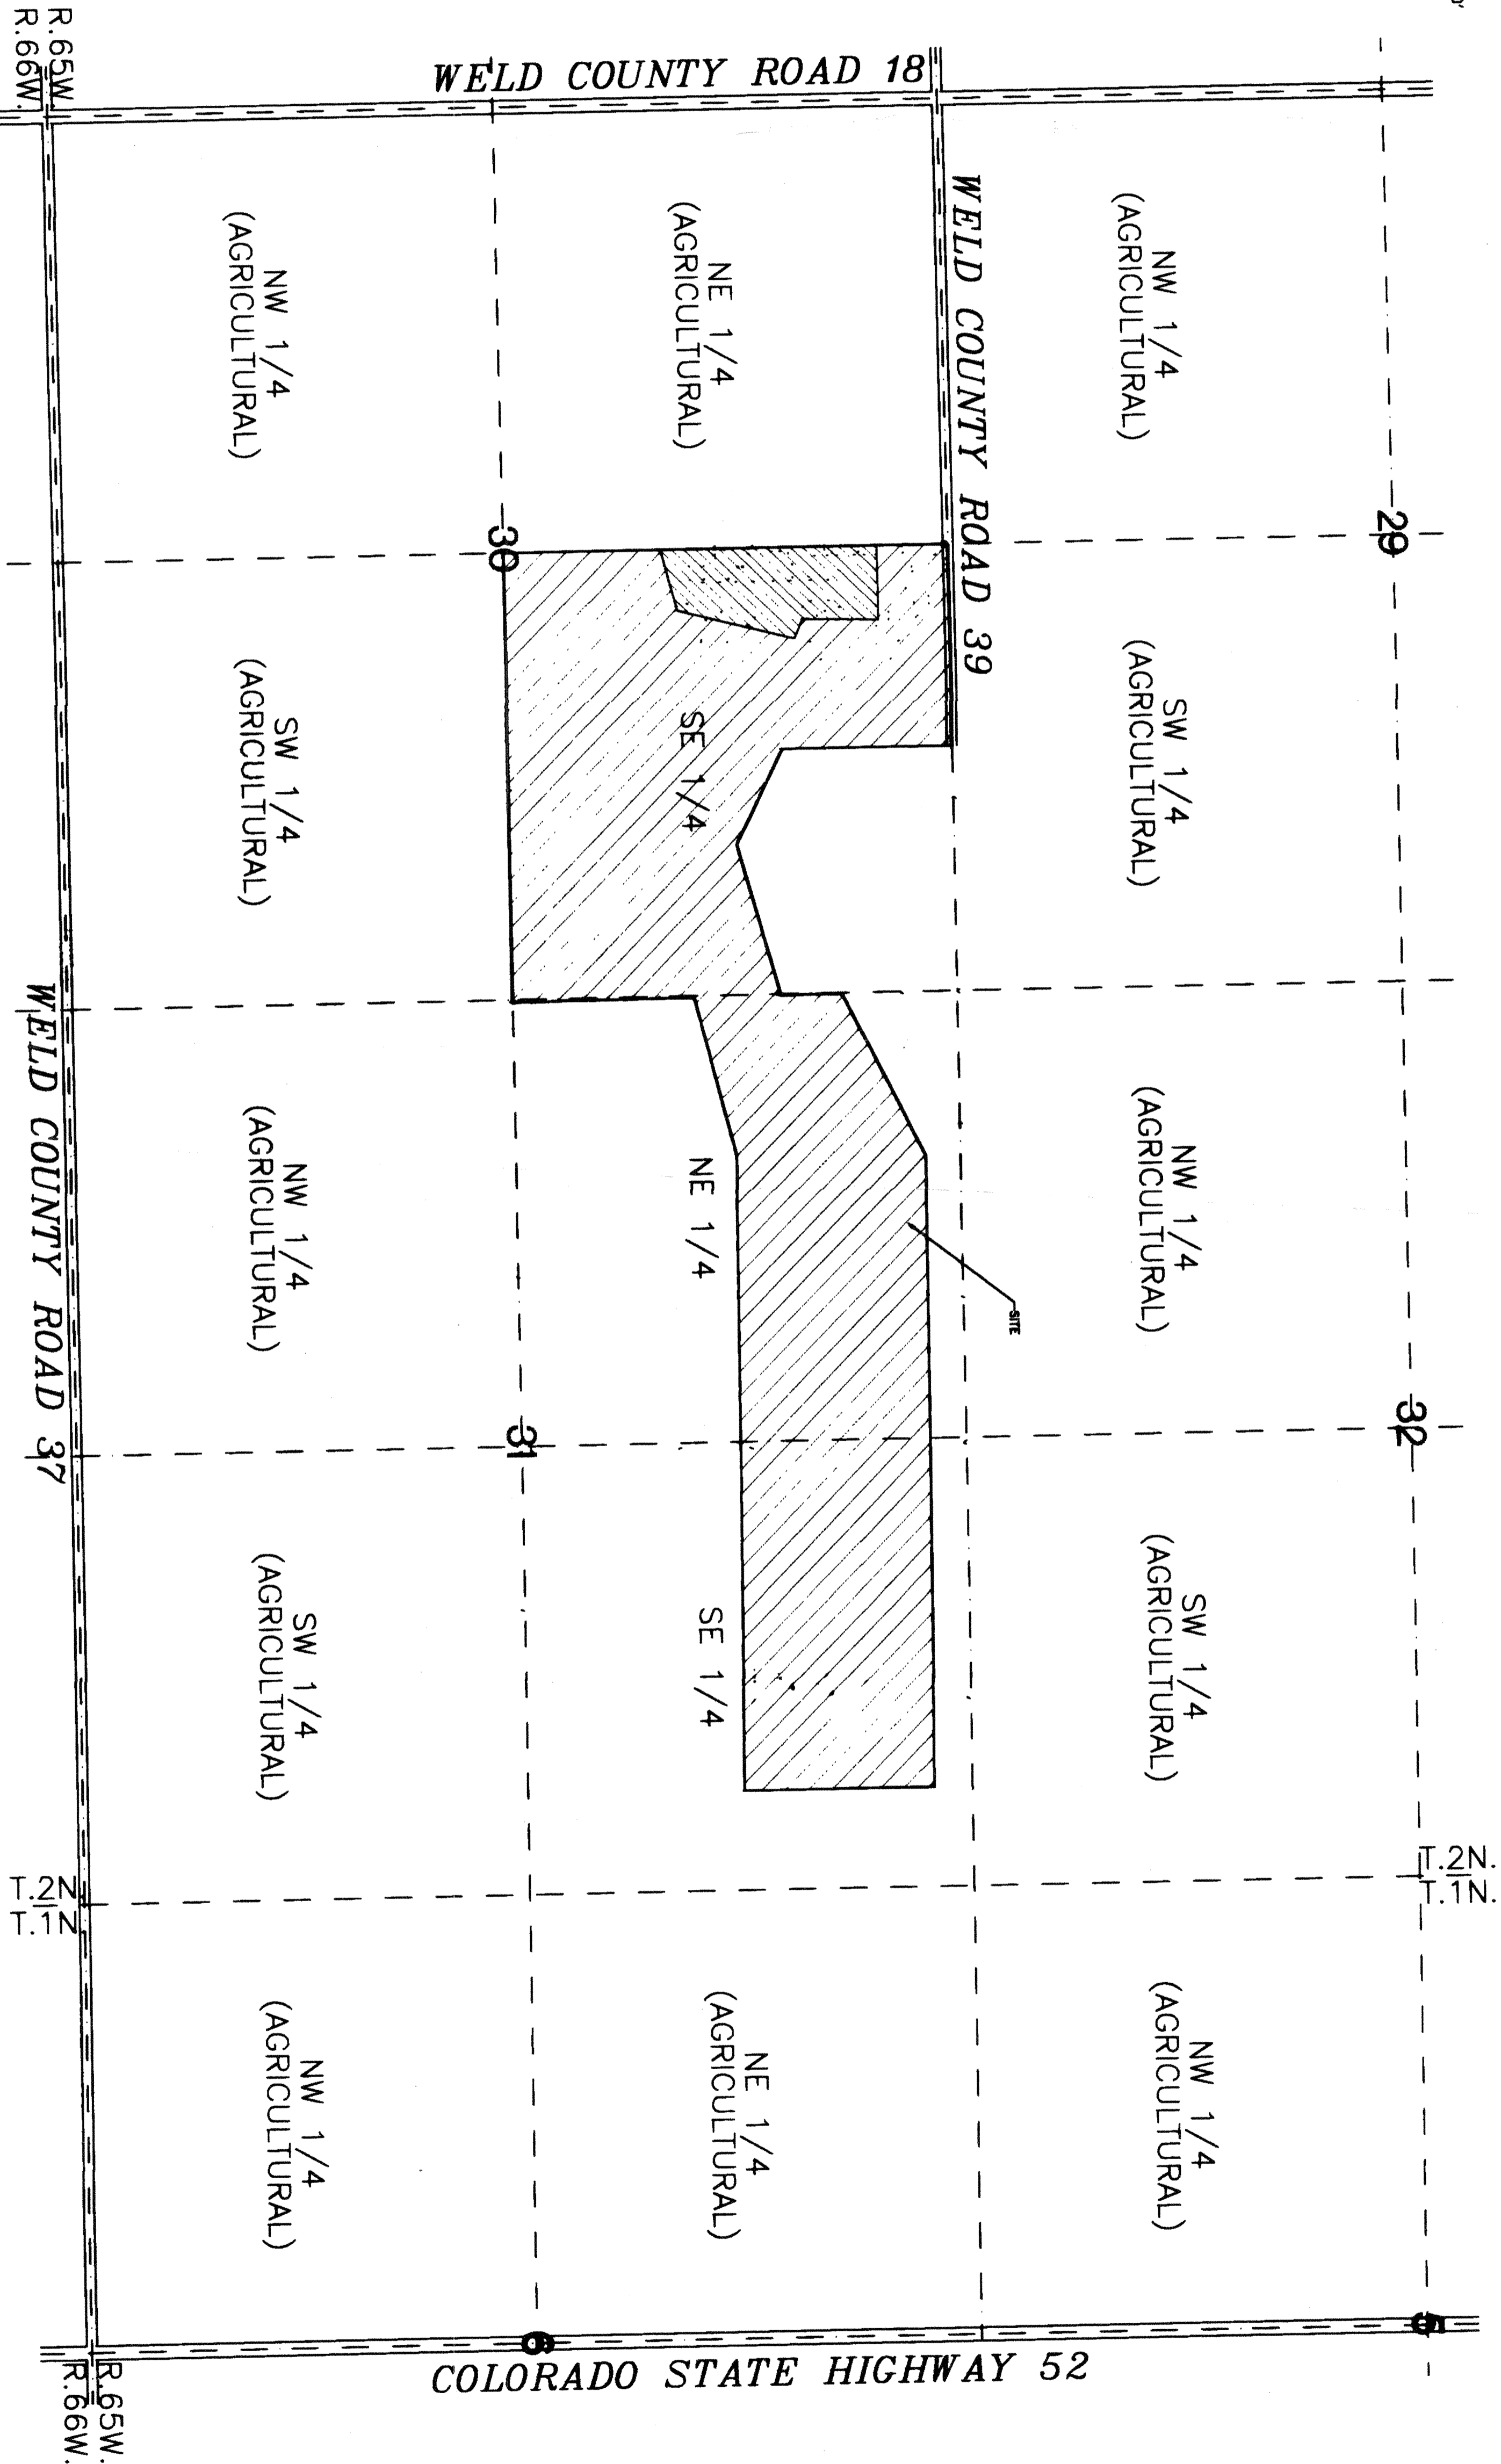 R.65W.
R.66W.
WELD COUNTY ROAD 18
NW 1/4
(AGRICULTURAL)
NE 1/4
(AGRICULTURAL)
WELD COUNTY ROAD 39
NW 1/4
(AGRICULTURAL)
30
29
SW 1/4
(AGRICULTURAL)
SE 1/4
SW 1/4
(AGRICULTURAL)
WELD COUNTY ROAD 37
NW 1/4
(AGRICULTURAL)
NE 1/4
SITE
NW 1/4
(AGRICULTURAL)
31
32
SW 1/4
(AGRICULTURAL)
SE 1/4
SW 1/4
(AGRICULTURAL)
T.2N.
T.1N.
T.2N
T.1N
NW 1/4
(AGRICULTURAL)
NE 1/4
(AGRICULTURAL)
NW 1/4
(AGRICULTURAL)
6
5
COLORADO STATE HIGHWAY 52
R.65W.
R.66W.